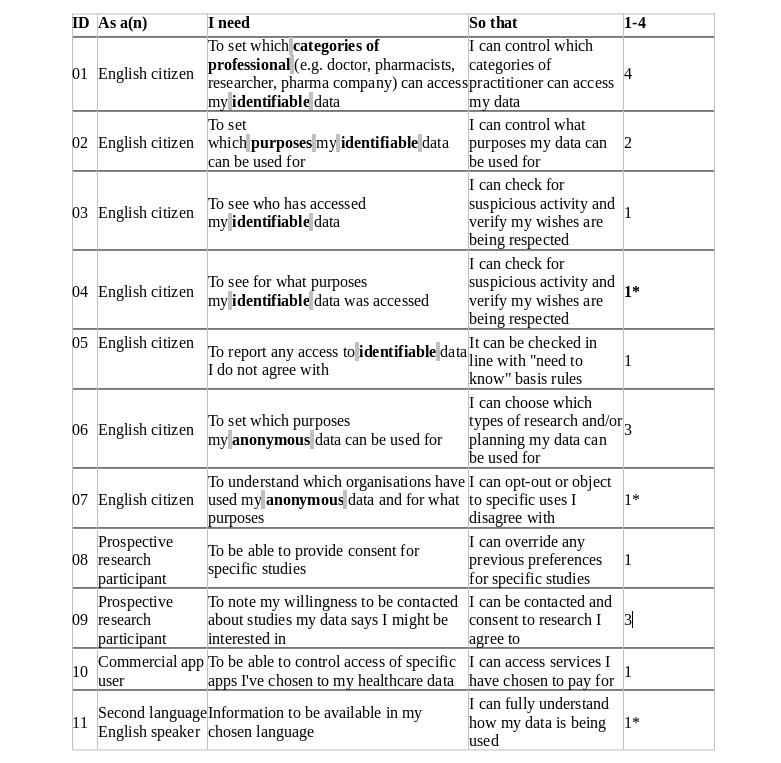 ID As a(n) I need So that 1-4
01 English citizen To set which categories of professional (e.g. doctor, pharmacists, researcher, pharma company) can access my identifiable data I can control which categories of practitioner can access my data 4
02 English citizen To set which purposes my identifiable data can be used for I can control what purposes my data can be used for 2
03 English citizen To see who has accessed my identifiable data I can check for suspicious activity and verify my wishes are being respected 1
04 English citizen To see for what purposes my identifiable data was accessed I can check for suspicious activity and verify my wishes are being respected 1*
05 English citizen To report any access to identifiable data I do not agree with It can be checked in line with "need to know" basis rules 1
06 English citizen To set which purposes my anonymous data can be used for I can choose which types of research and/or planning my data can be used for 3
07 English citizen To understand which organisations have used my anonymous data and for what purposes I can opt-out or object to specific uses I disagree with 1*
08 Prospective research participant To be able to provide consent for specific studies I can override any previous preferences for specific studies 1
09 Prospective research participant To note my willingness to be contacted about studies my data says I might be interested in I can be contacted and consent to research I agree to 3
10 Commercial app user To be able to control access of specific apps I've chosen to my healthcare data I can access services I have chosen to pay for 1
11 Second language English speaker Information to be available in my chosen language I can fully understand how my data is being used 1*